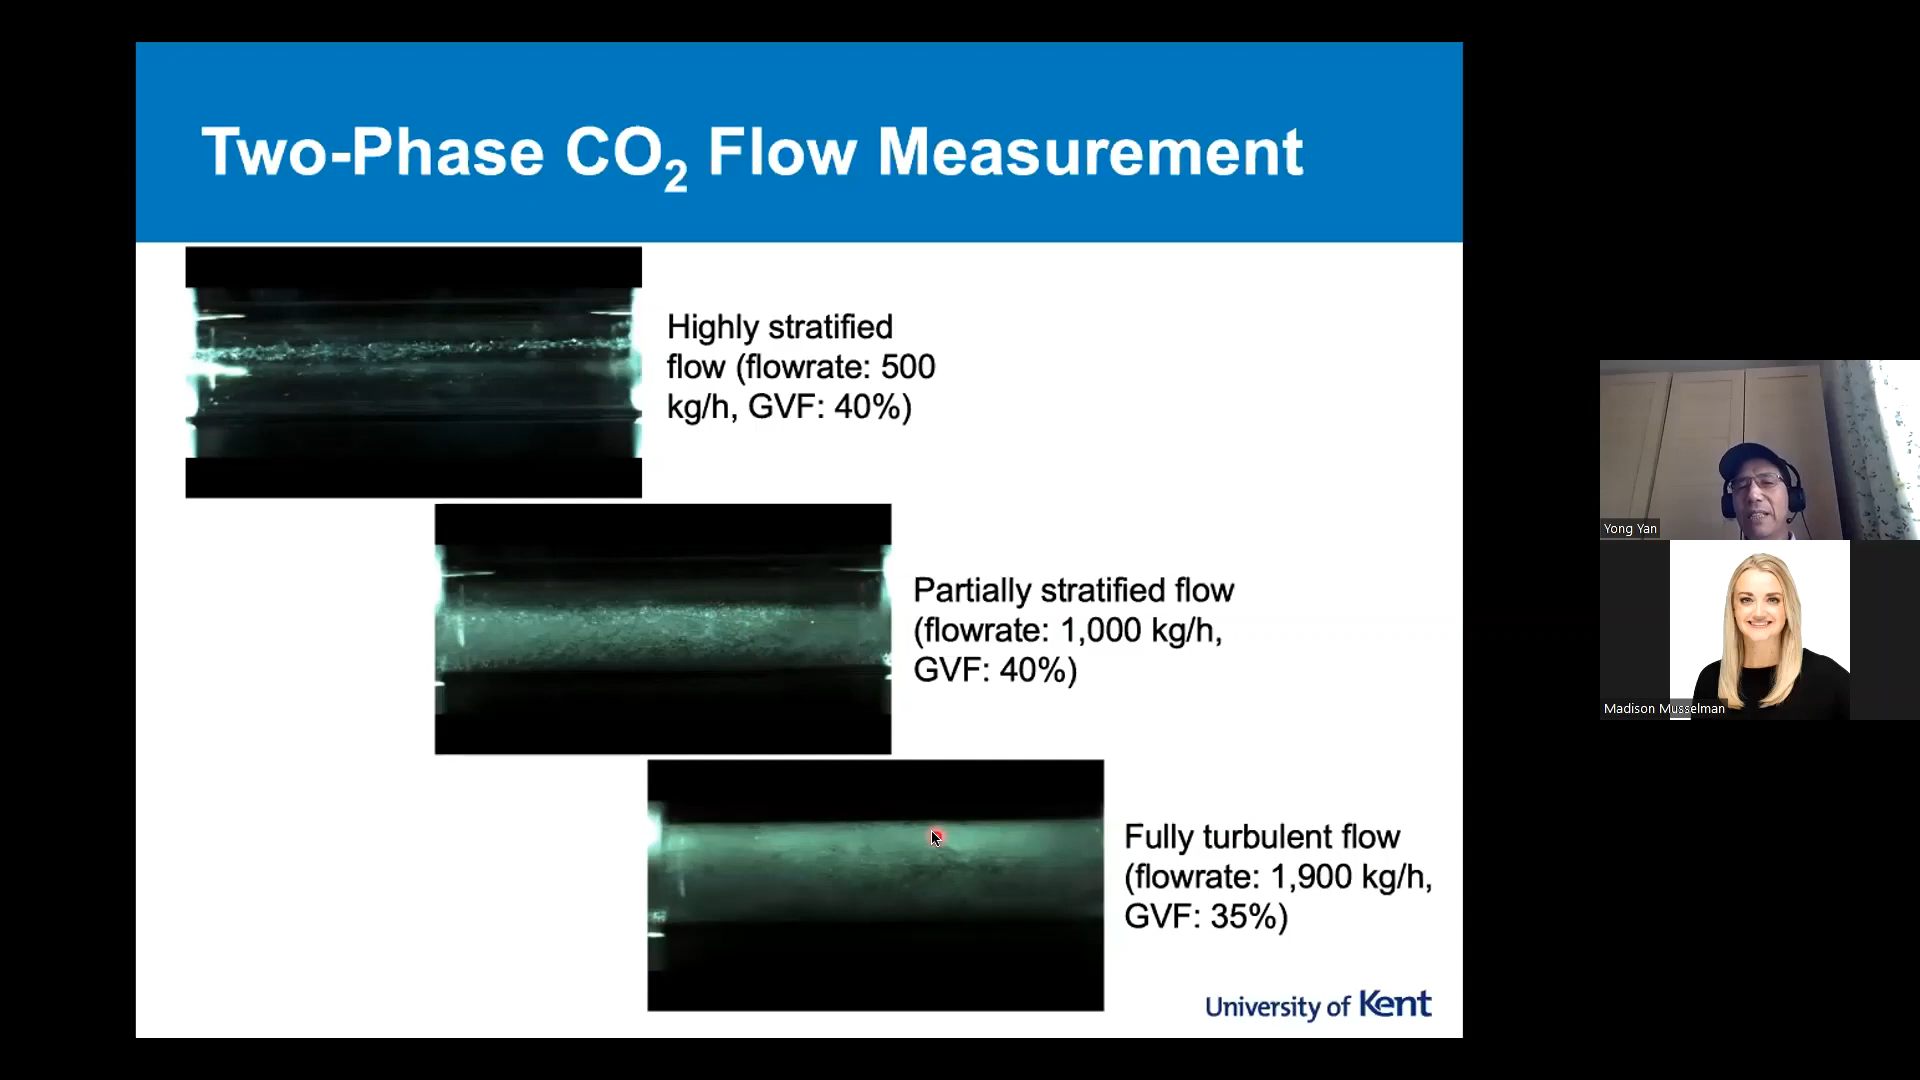 Two-Phase CO₂ Flow Measurement
Highly stratified
flow (flowrate: 500
kg/h, GVF: 40%)
Partially stratified flow
(flowrate: 1,000 kg/h,
GVF: 40%)
Fully turbulent flow
(flowrate: 1,900 kg/h,
GVF: 35%)
University of Kent
Yong Yan
Madison Musselman